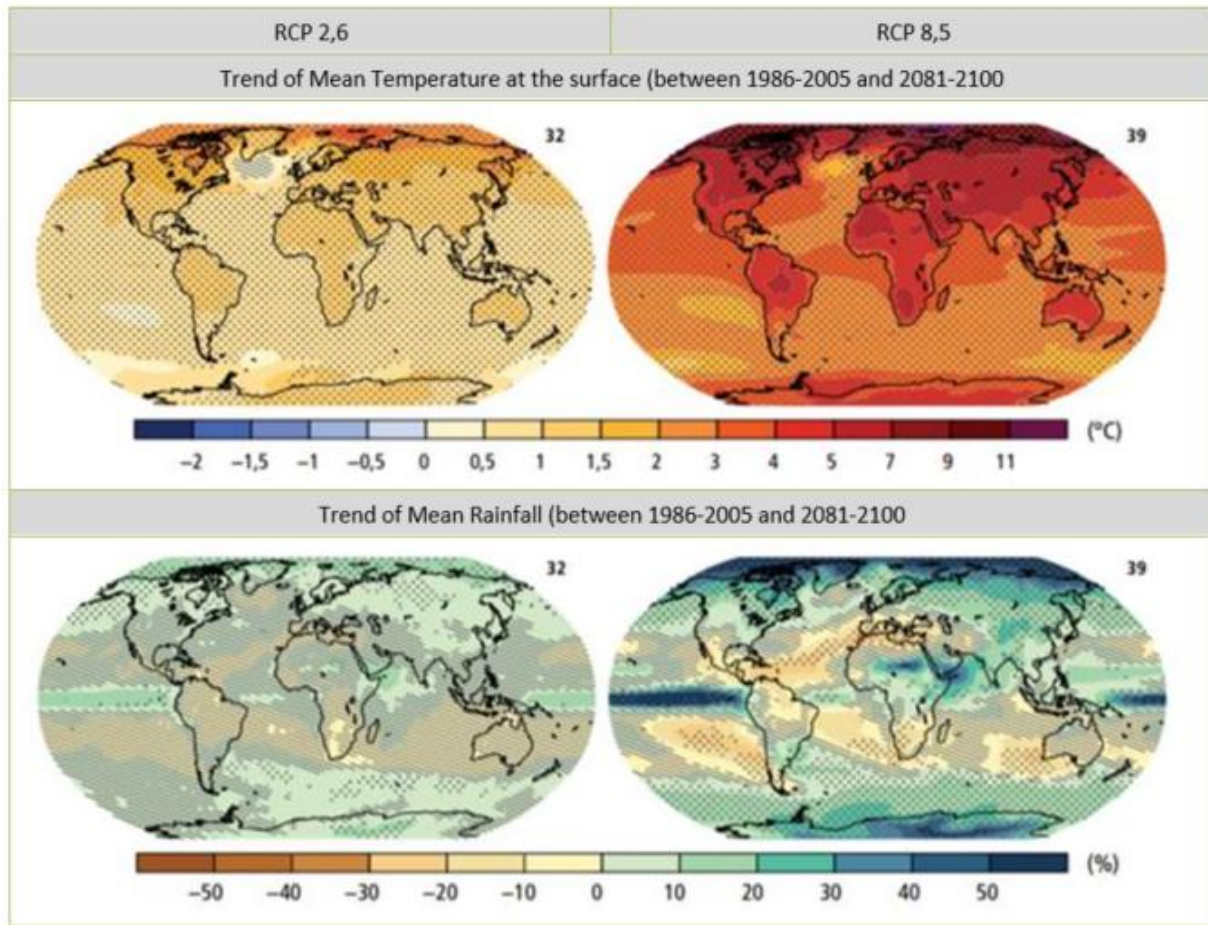 RCP 2,6
RCP 8,5
Trend of Mean Temperature at the surface (between 1986-2005 and 2081-2100
32
39
−2 −1,5 −1 −0,5 0 0,5 1 1,5 2 3 4 5 7 9 11 (°C)
Trend of Mean Rainfall (between 1986-2005 and 2081-2100
32
39
−50 −40 −30 −20 −10 0 10 20 30 40 50 (%)